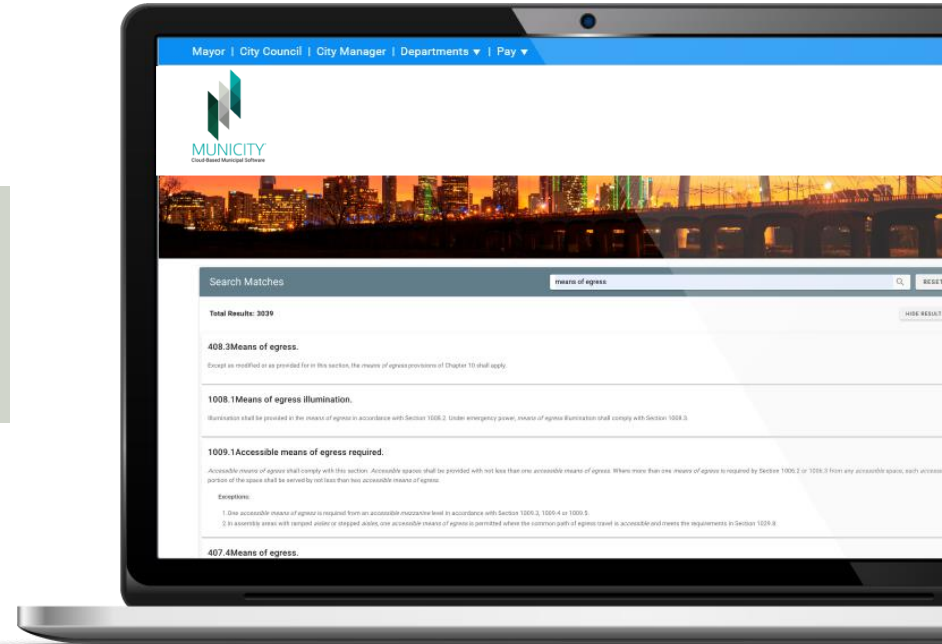 Mayor | City Council | City Manager | Departments ▼ | Pay ▼
MUNICITY
Cloud-Based Municipal Software
Search Matches
means of egress
RESET
Total Results: 3039
HIDE RESULT
408.3Means of egress.
Except as modified or as provided for in this section, the means of egress provisions of Chapter 10 shall apply.
1008.1Means of egress illumination.
Illumination shall be provided in the means of egress in accordance with Section 1008.2. Under emergency power, means of egress illumination shall comply with Section 1008.3.
1009.1Accessible means of egress required.
Accessible means of egress shall comply with this section. Accessible spaces shall be provided with not less than one accessible means of egress. Where more than one means of egress is required by Section 1006.2 or 1006.3 from any accessible space, each accessi
portion of the space shall be served by not less than two accessible means of egress.
Exceptions:
1. One accessible means of egress is required from an accessible mezzanine level in accordance with Section 1009.3, 1009.4 or 1009.5.
2. In assembly areas with ramped aisles or stepped aisles, one accessible means of egress is permitted where the common path of egress travel is accessible and meets the requirements in Section 1029.8.
407.4Means of egress.